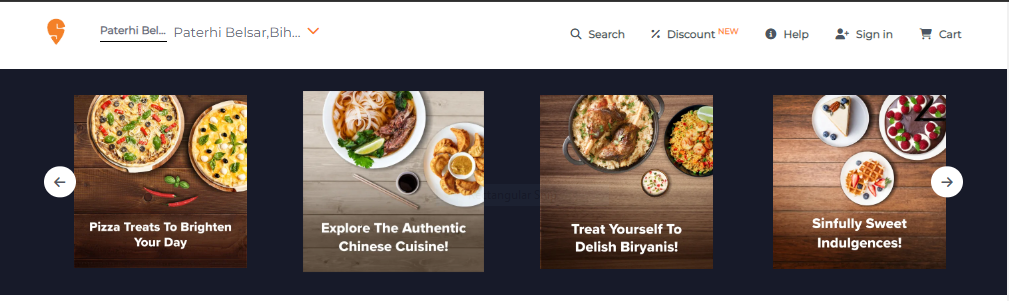 Paterhi Bel... Paterhi Belsar,Bih... Search Discount NEW Help Sign in Cart
Pizza Treats To Brighten
Your Day
Explore The Authentic
Chinese Cuisine!
Treat Yourself To
Delish Biryanis!
Sinfully Sweet
Indulgences!